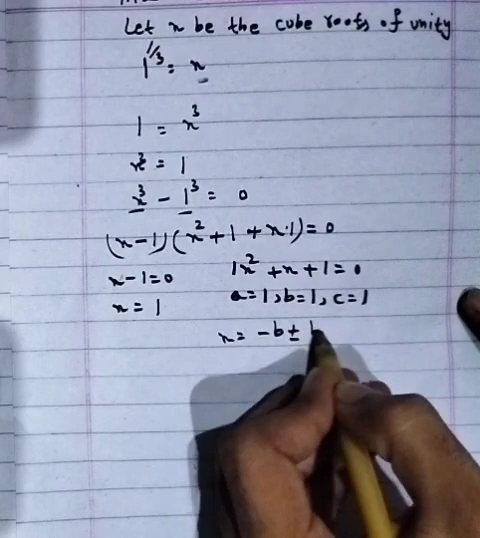 Let x be the cube roots of unity
1^1/3 = x
1 = x^3
x^3 = 1
x^3 - 1^3 = 0
(x-1)(x^2+1+x.1)=0
x-1=0 1x^2+x+1=0
x=1 a=1,b=1,c=1
x= -b±